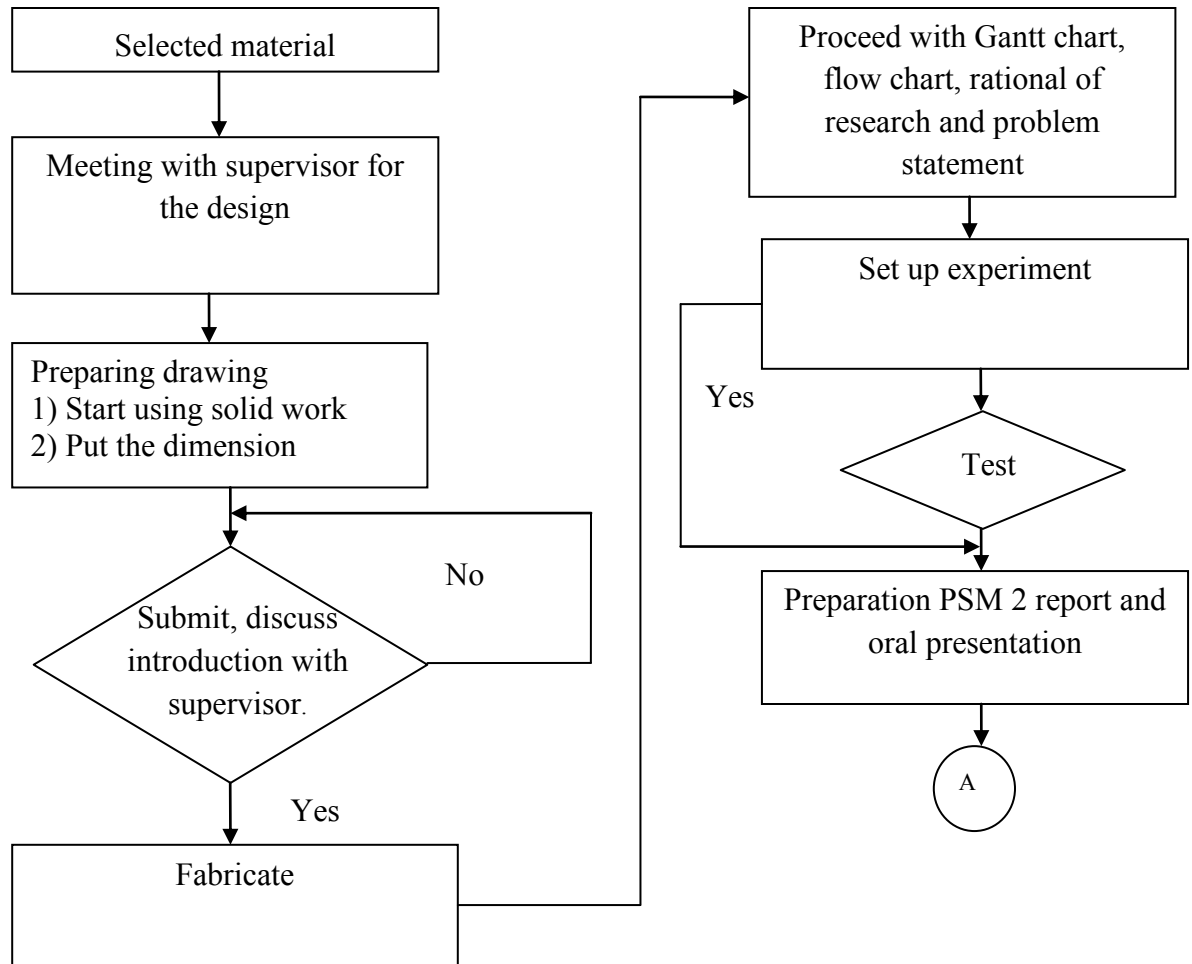 Selected material
Meeting with supervisor for
the design
Preparing drawing
1) Start using solid work
2) Put the dimension
No
Submit, discuss
introduction with
supervisor.
Yes
Fabricate
Proceed with Gantt chart,
flow chart, rational of
research and problem
statement
Set up experiment
Yes
Test
Preparation PSM 2 report and
oral presentation
A